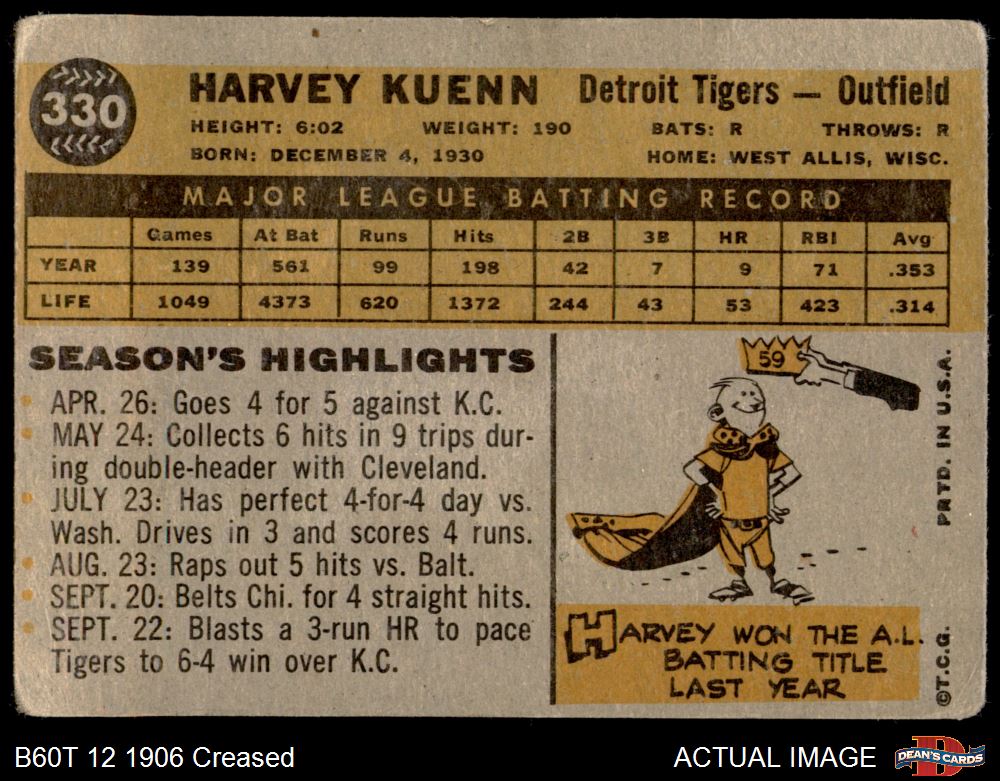 330
HARVEY KUENN Detroit Tigers — Outfield
HEIGHT: 6:02 WEIGHT: 190 BATS: R THROWS: R
BORN: DECEMBER 4, 1930 HOME: WEST ALLIS, WISC.
MAJOR LEAGUE BATTING RECORD
Games At Bat Runs Hits 2B 3B HR RBI Avg
YEAR 139 561 99 198 42 7 9 71 .353
LIFE 1049 4373 620 1372 244 43 53 423 .314
SEASON'S HIGHLIGHTS
APR. 26: Goes 4 for 5 against K.C.
MAY 24: Collects 6 hits in 9 trips dur-
ing double-header with Cleveland.
JULY 23: Has perfect 4-for-4 day vs.
Wash. Drives in 3 and scores 4 runs.
AUG. 23: Raps out 5 hits vs. Balt.
SEPT. 20: Belts Chi. for 4 straight hits.
SEPT. 22: Blasts a 3-run HR to pace
Tigers to 6-4 win over K.C.
59
HARVEY WON THE A.L.
BATTING TITLE
LAST YEAR
©T.C.G. PRTD. IN U.S.A.
B60T 12 1906 Creased
ACTUAL IMAGE
DEAN'S CARDS